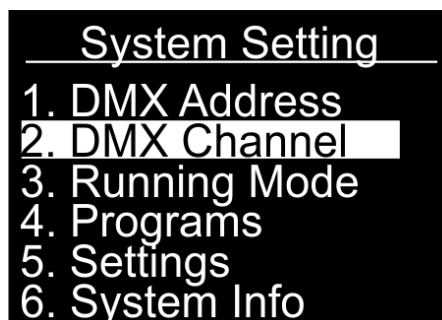 System Setting
1. DMX Address
2. DMX Channel
3. Running Mode
4. Programs
5. Settings
6. System Info